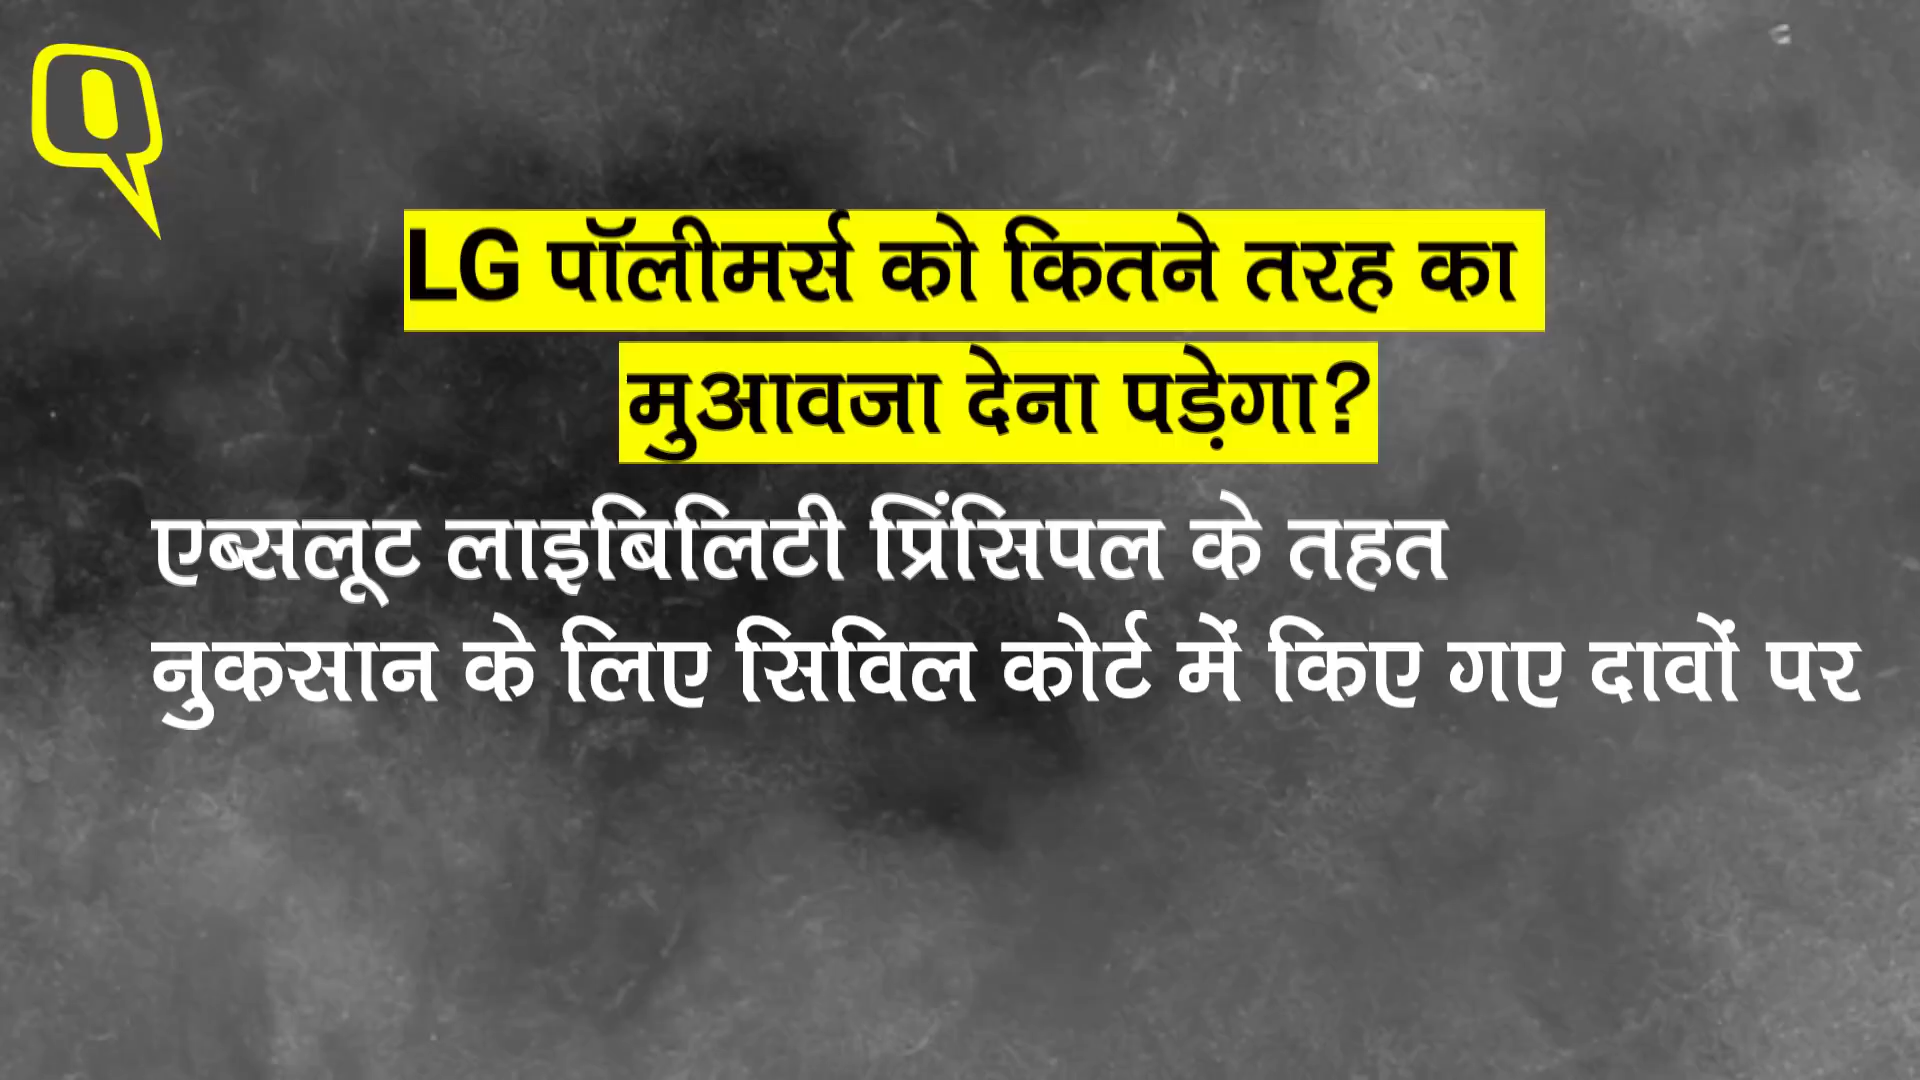 LG पॉलीमर्स को कितने तरह का
मुआवजा देना पड़ेगा?
एब्सलूट लाइबिलिटी प्रिंसिपल के तहत
नुकसान के लिए सिविल कोर्ट में किए गए दावों पर